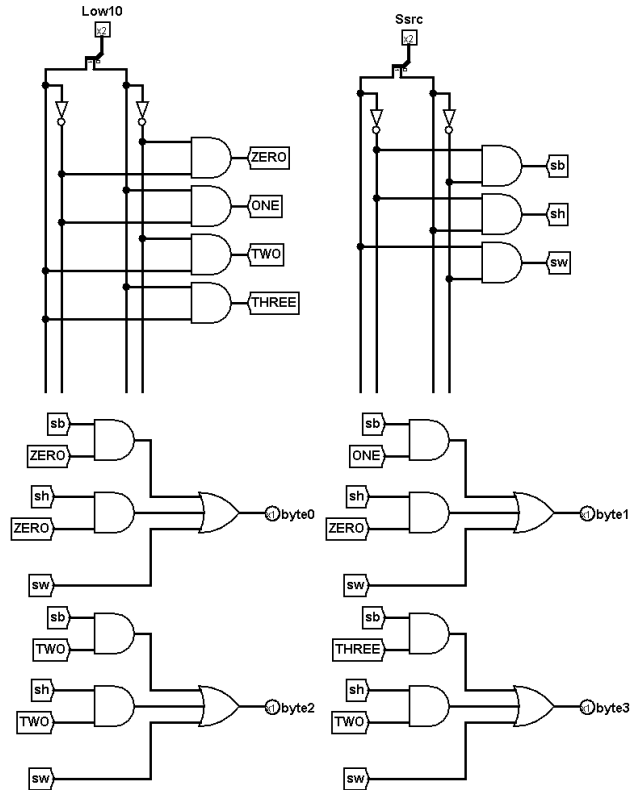 Low10
Ssrc
x2
x2
ZERO
sb
ONE
sh
TWO
sw
THREE
sb
ZERO
sh
ZERO
sw
x1 byte0
sb
ONE
sh
ZERO
sw
x1 byte1
sb
TWO
sh
TWO
sw
x1 byte2
sb
THREE
sh
TWO
sw
x1 byte3